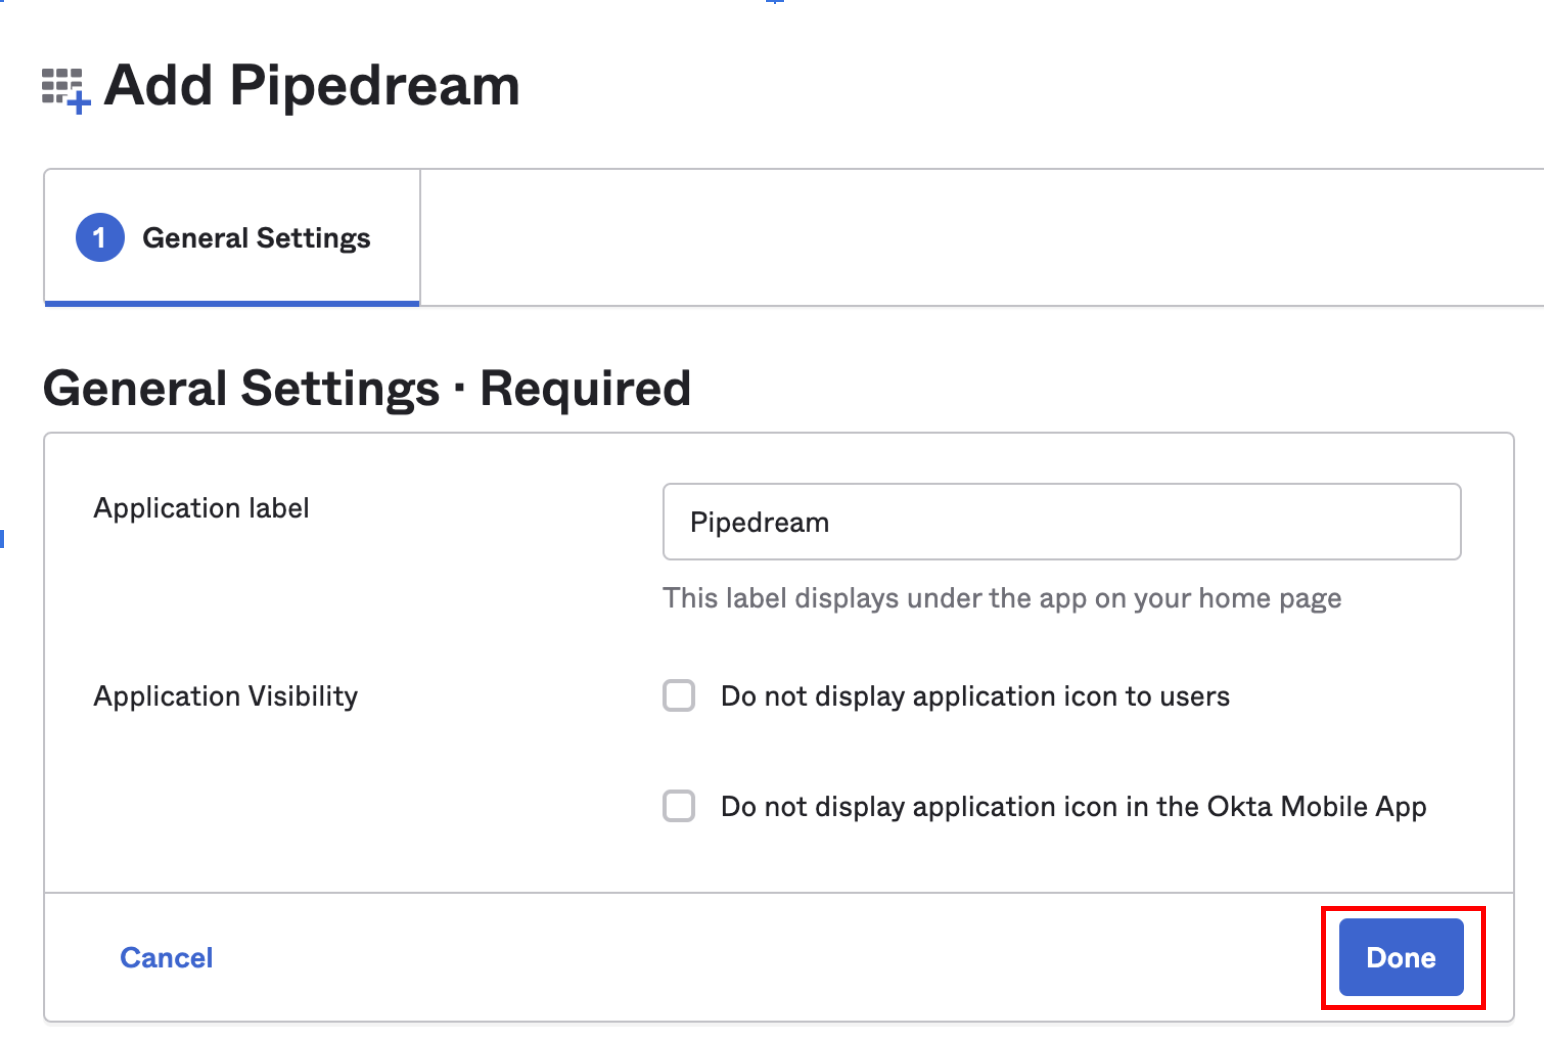 Add Pipedream
1 General Settings
General Settings · Required
Application label
Pipedream
This label displays under the app on your home page
Application Visibility
Do not display application icon to users
Do not display application icon in the Okta Mobile App
Cancel
Done